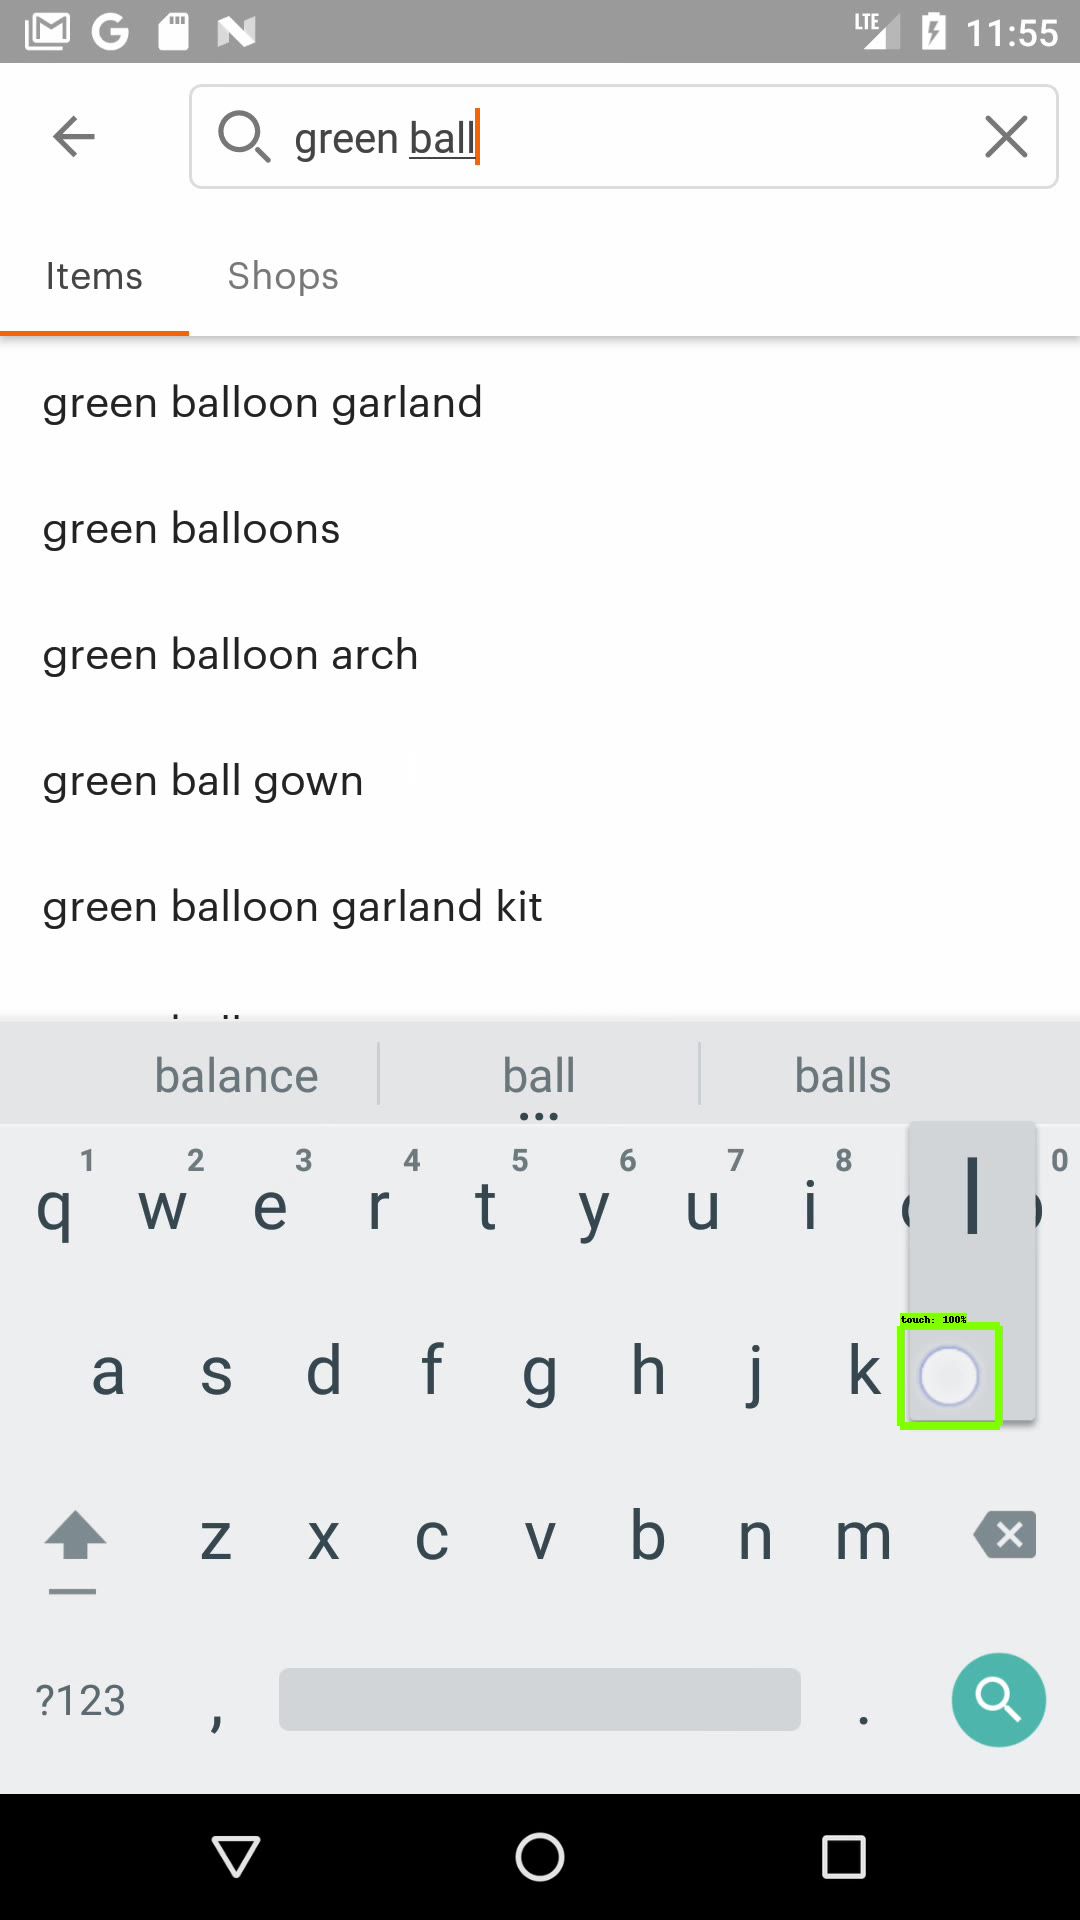 LTE 11:55
green ball
Items Shops
green balloon garland
green balloons
green balloon arch
green ball gown
green balloon garland kit
balance ball balls
1 2 3 4 5 6 7 8 0
q w e r t y u i l
touch: 100%
a s d f g h j k
z x c v b n m
?123 , .